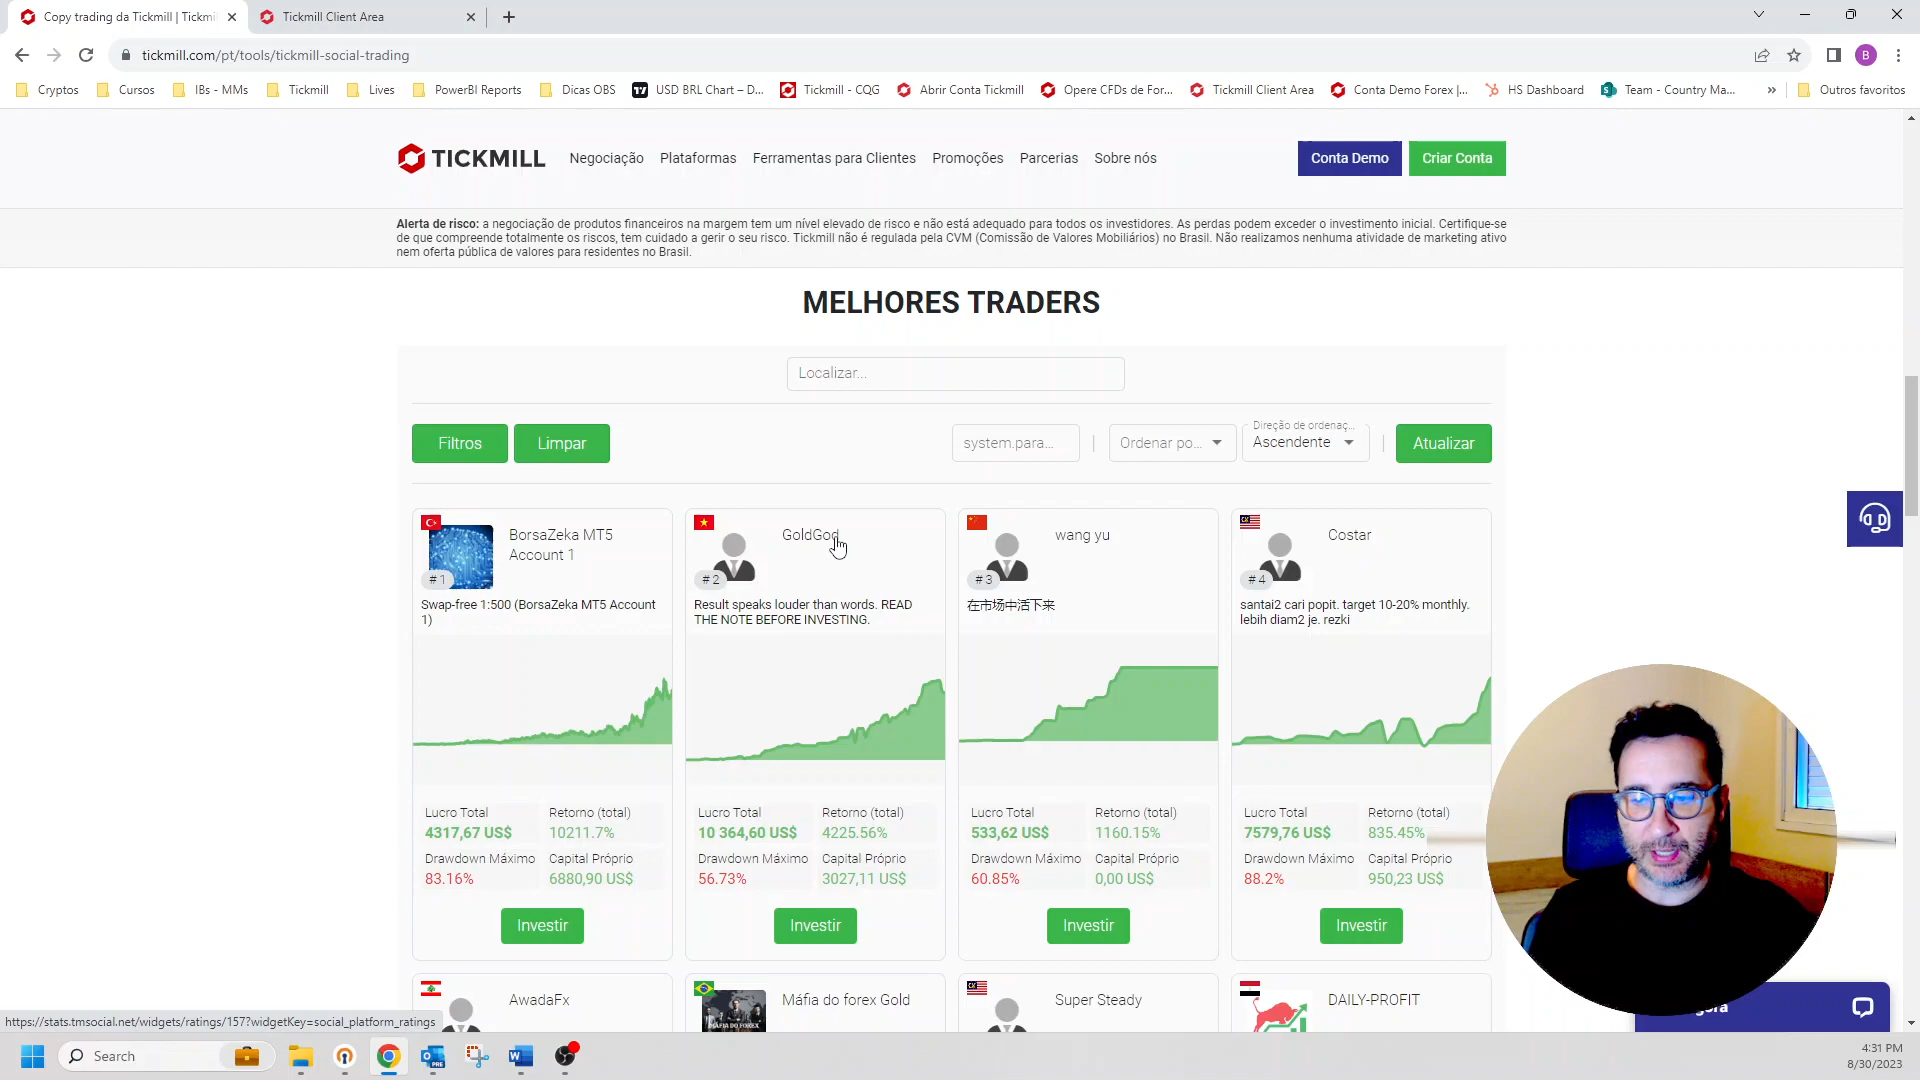 Copy trading da Tickmill | Tickmi
Tickmill Client Area
tickmill.com/pt/tools/tickmill-social-trading
B
Cryptos
Cursos
IBs - MMs
Tickmill
Lives
PowerBI Reports
Dicas OBS
USD BRL Chart – D...
Tickmill - CQG
Abrir Conta Tickmill
Opere CFDs de For...
Tickmill Client Area
Conta Demo Forex |...
HS Dashboard
Team - Country Ma...
Outros favoritos
TICKMILL
Negociação
Plataformas
Ferramentas para Clientes
Promoções
Parcerias
Sobre nós
Conta Demo
Criar Conta
Alerta de risco: a negociação de produtos financeiros na margem tem um nível elevado de risco e não está adequado para todos os investidores. As perdas podem exceder o investimento inicial. Certifique-se
de que compreende totalmente os riscos, tem cuidado a gerir o seu risco. Tickmill não é regulada pela CVM (Comissão de Valores Mobiliários) no Brasil. Não realizamos nenhuma atividade de marketing ativo
nem oferta pública de valores para residentes no Brasil.
MELHORES TRADERS
Localizar...
Filtros
Limpar
system.para...
Ordenar po...
Direção de ordenaç...
Ascendente
Atualizar
BorsaZeka MT5
Account 1
# 1
Swap-free 1:500 (BorsaZeka MT5 Account
1)
Lucro Total
Retorno (total)
4317,67 US$
10211.7%
Drawdown Máximo
Capital Próprio
83.16%
6880,90 US$
Investir
GoldGod
# 2
Result speaks louder than words. READ
THE NOTE BEFORE INVESTING.
Lucro Total
Retorno (total)
10 364,60 US$
4225.56%
Drawdown Máximo
Capital Próprio
56.73%
3027,11 US$
Investir
wang yu
# 3
在市场中活下来
Lucro Total
Retorno (total)
533,62 US$
1160.15%
Drawdown Máximo
Capital Próprio
60.85%
0,00 US$
Investir
Costar
# 4
santai2 cari popit. target 10-20% monthly.
lebih diam2 je. rezki
Lucro Total
Retorno (total)
7579,76 US$
835.45%
Drawdown Máximo
Capital Próprio
88.2%
950,23 US$
Investir
AwadaFx
Máfia do forex Gold
MAFIA DO FOREX
Super Steady
DAILY-PROFIT
https://stats.tmsocial.net/widgets/ratings/157?widgetKey=social_platform_ratings
Search
4:31 PM
8/30/2023